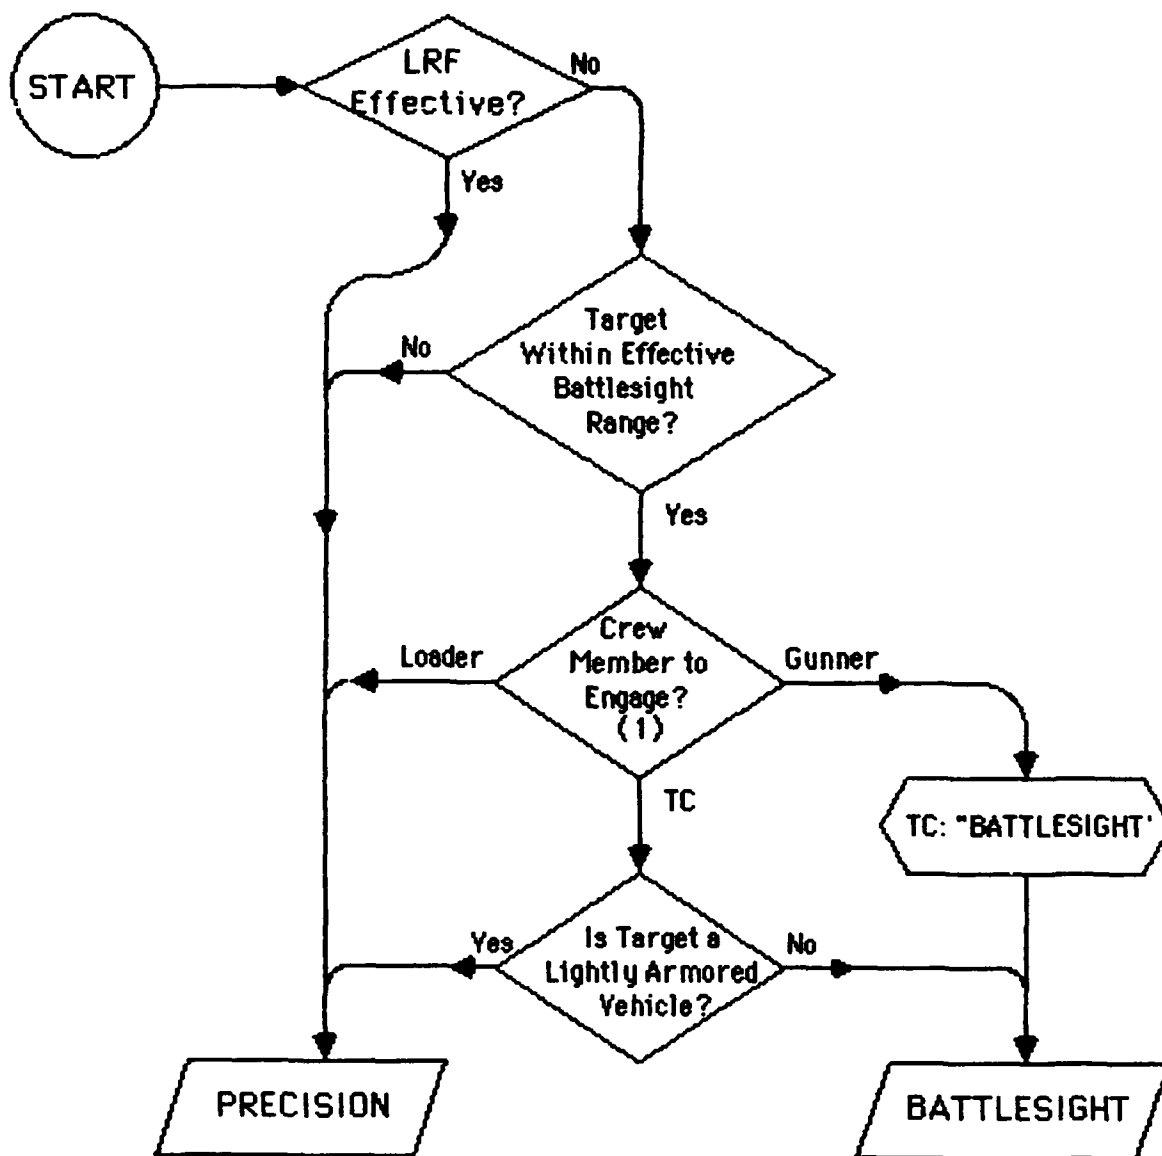 START
LRF
Effective?
No
Yes
Target
Within Effective
Battlesight
Range?
No
Yes
Crew
Member to
Engage?
(1)
Loader
Gunner
TC
TC: "BATTLESIGHT'
Is Target a
Lightly Armored
Vehicle?
Yes
No
PRECISION
BATTLESIGHT